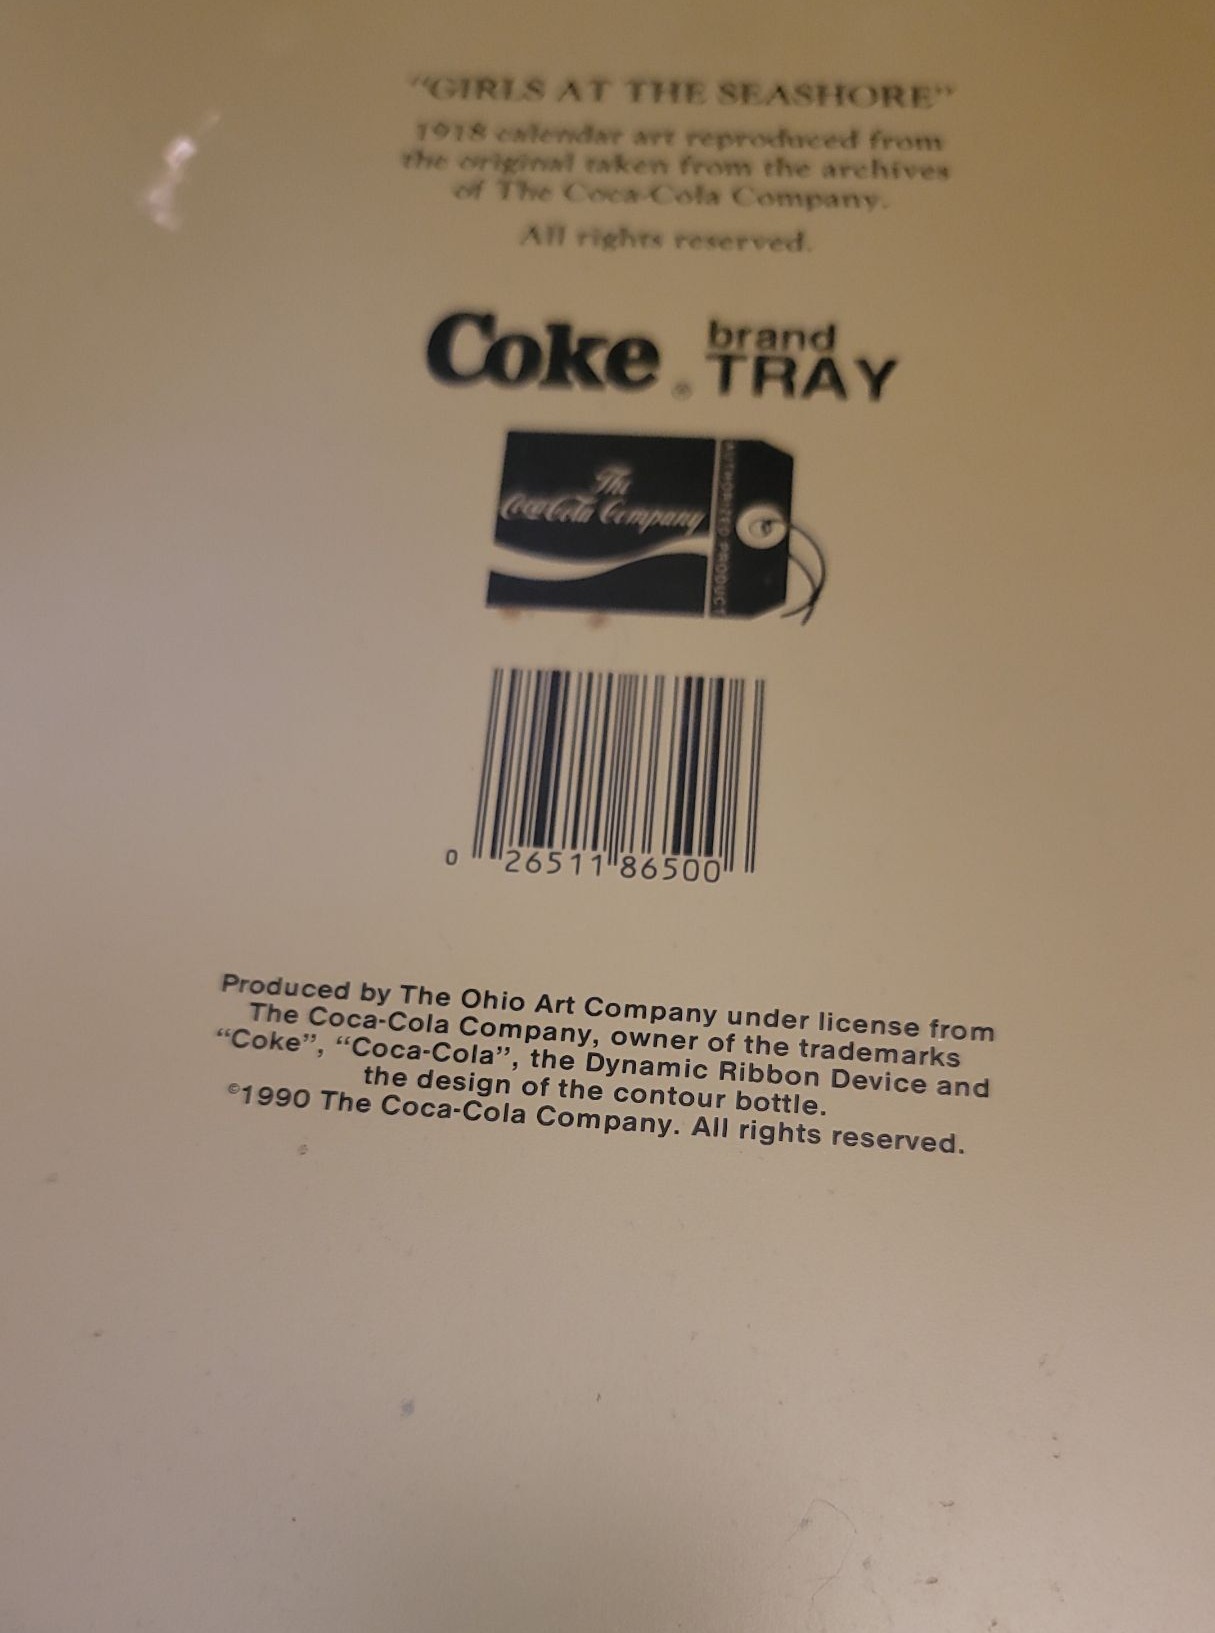 “GIRLS AT THE SEASHORE”
1918 calendar art reproduced from
the original taken from the archives
of The Coca-Cola Company.
All rights reserved.
Coke® brand
TRAY
The
Coca-Cola Company
AUTHORIZED PRODUCT
0 26511 86500
Produced by The Ohio Art Company under license from
The Coca-Cola Company, owner of the trademarks
“Coke”, “Coca-Cola”, the Dynamic Ribbon Device and
the design of the contour bottle.
©1990 The Coca-Cola Company. All rights reserved.